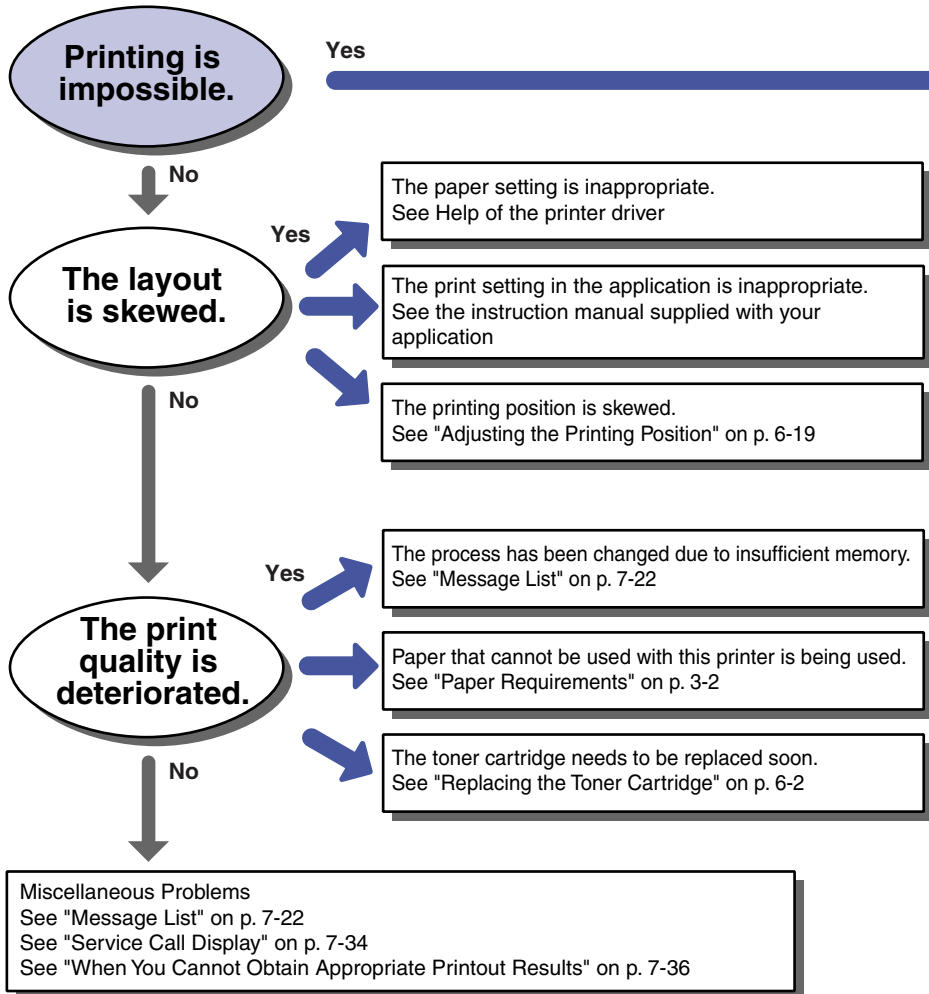 Printing is
impossible.
Yes
No
The paper setting is inappropriate.
See Help of the printer driver
Yes
The layout
is skewed.
The print setting in the application is inappropriate.
See the instruction manual supplied with your
application
No
The printing position is skewed.
See "Adjusting the Printing Position" on p. 6-19
The process has been changed due to insufficient memory.
See "Message List" on p. 7-22
Yes
The print
quality is
deteriorated.
Paper that cannot be used with this printer is being used.
See "Paper Requirements" on p. 3-2
The toner cartridge needs to be replaced soon.
See "Replacing the Toner Cartridge" on p. 6-2
No
Miscellaneous Problems
See "Message List" on p. 7-22
See "Service Call Display" on p. 7-34
See "When You Cannot Obtain Appropriate Printout Results" on p. 7-36